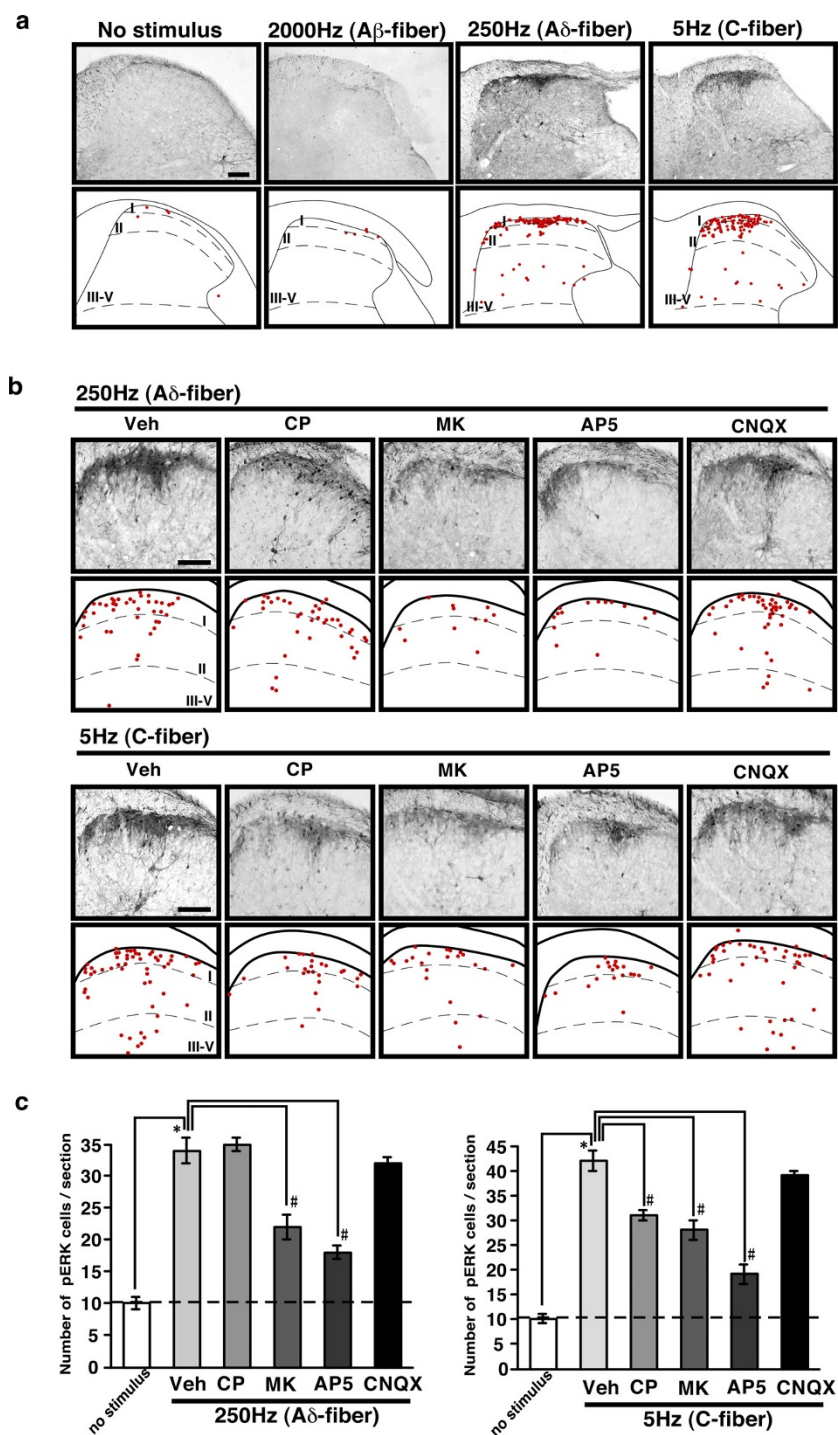 a
No stimulus 2000Hz (Aβ-fiber) 250Hz (Aδ-fiber) 5Hz (C-fiber)
I I I I
II II II II
III-V III-V III-V III-V
b
250Hz (Aδ-fiber)
Veh CP MK AP5 CNQX
I
II
III-V
5Hz (C-fiber)
Veh CP MK AP5 CNQX
I
II
III-V
c
Number of pERK cells / section
35
30
25
20
15
10
5
0
* # #
no stimulus Veh CP MK AP5 CNQX
250Hz (Aδ-fiber)
Number of pERK cells / section
45
40
35
30
25
20
15
10
5
0
* # # #
no stimulus Veh CP MK AP5 CNQX
5Hz (C-fiber)